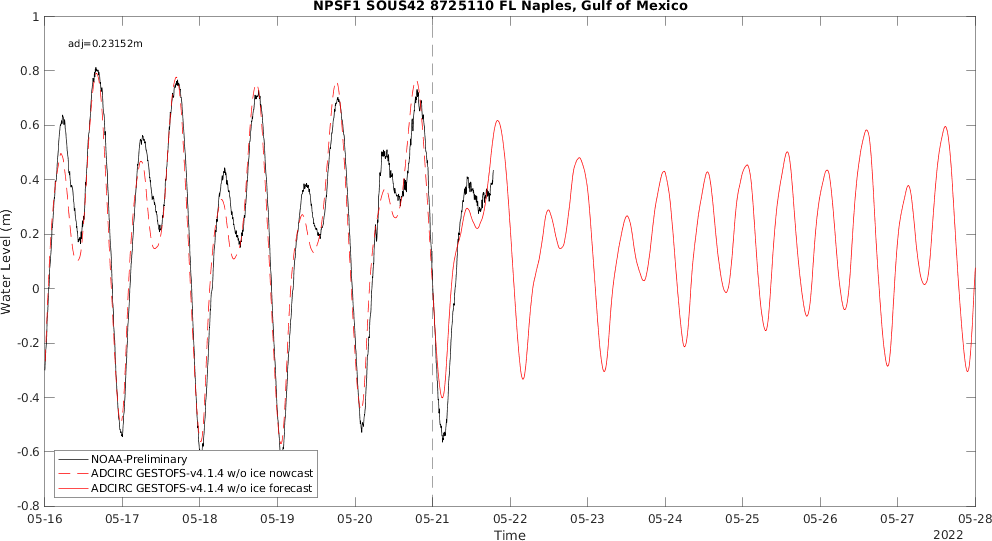 NPSF1 SOUS42 8725110 FL Naples, Gulf of Mexico
1
adj=0.23152m
0.8
0.6
0.4
0.2
0
-0.2
-0.4
-0.6
-0.8
Water Level (m)
NOAA-Preliminary
ADCIRC GESTOFS-v4.1.4 w/o ice nowcast
ADCIRC GESTOFS-v4.1.4 w/o ice forecast
05-16 05-17 05-18 05-19 05-20 05-21 05-22 05-23 05-24 05-25 05-26 05-27 05-28
Time
2022